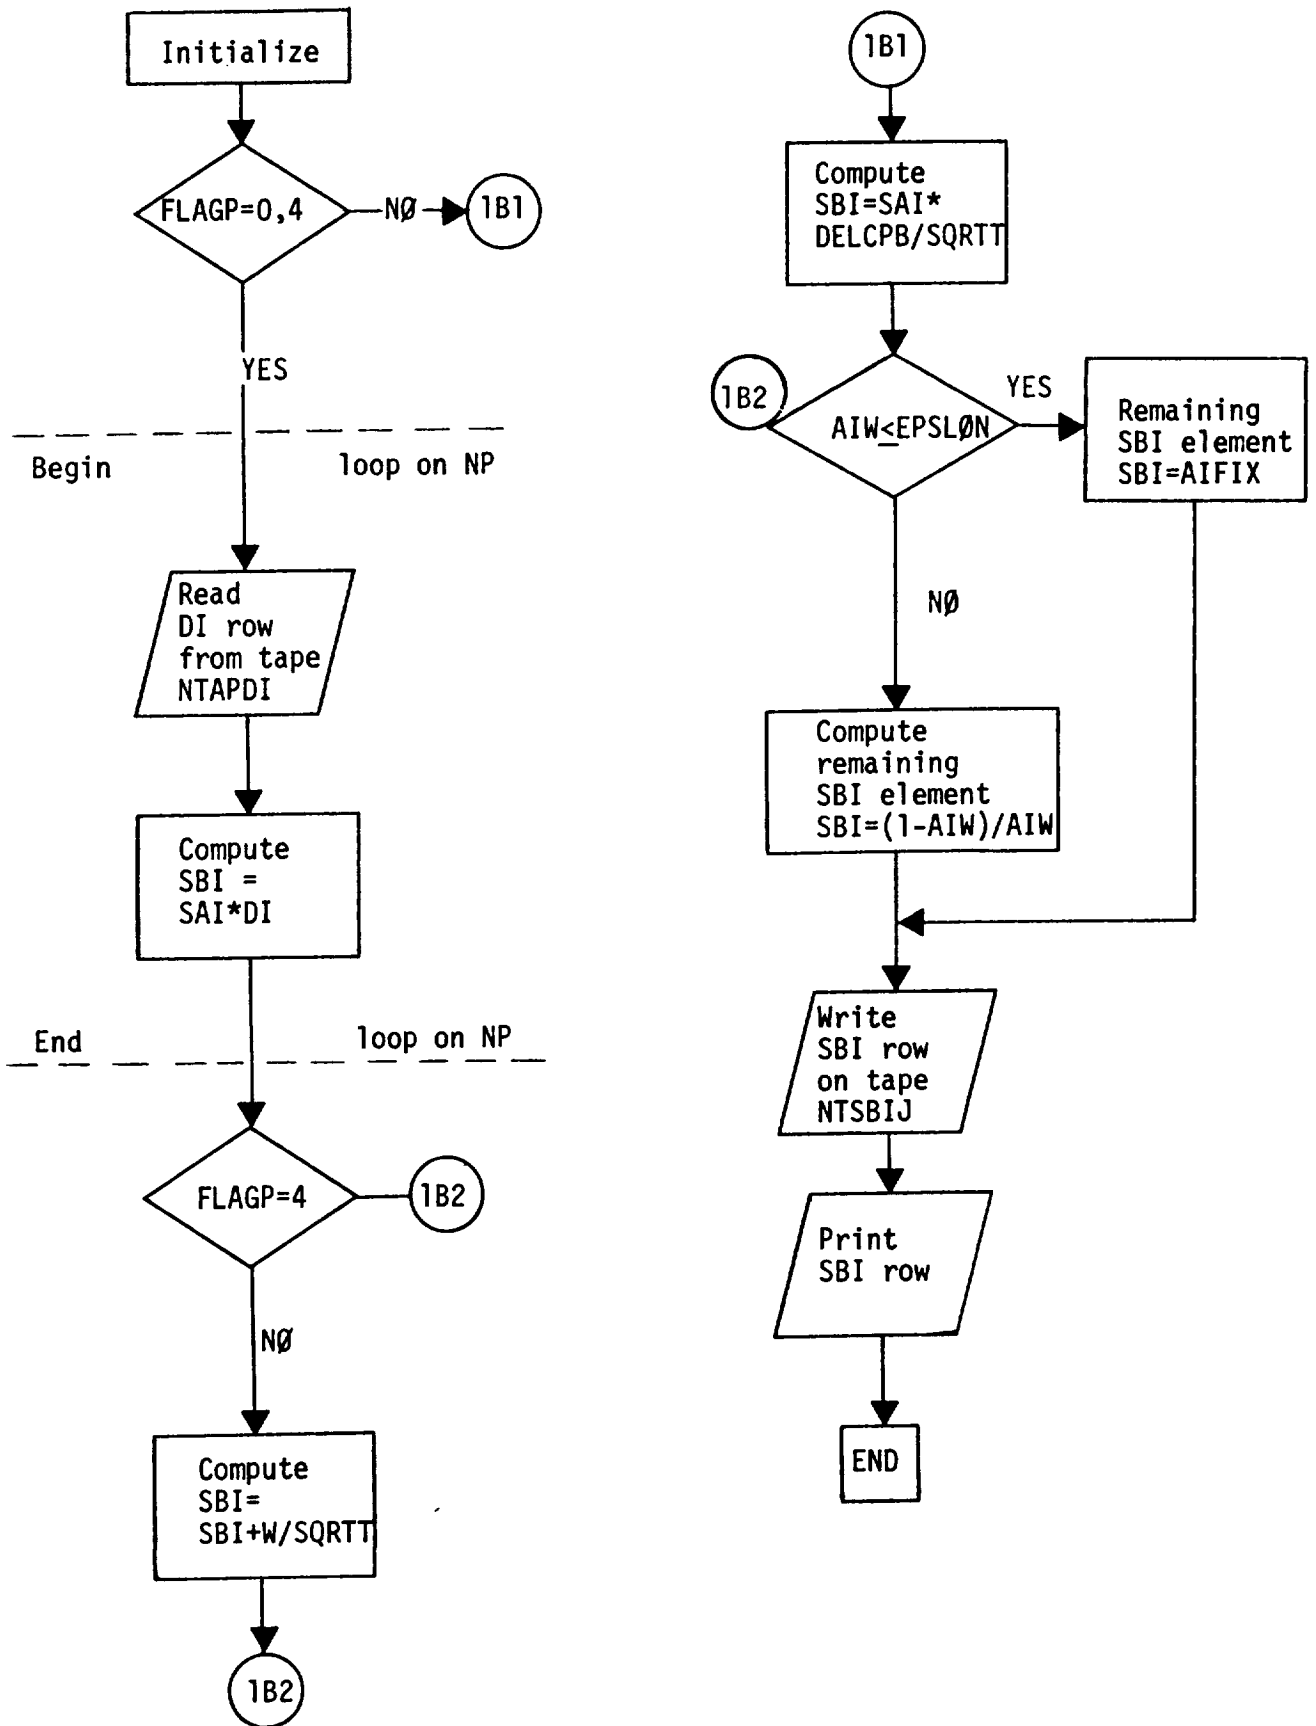 Initialize
FLAGP=0,4
NØ
1B1
YES
Begin
loop on NP
Read
DI row
from tape
NTAPDI
Compute
SBI =
SAI*DI
End
loop on NP
FLAGP=4
1B2
NØ
Compute
SBI=
SBI+W/SQRTT
1B2
1B1
Compute
SBI=SAI*
DELCPB/SQRTT
1B2
AIW≤EPSLØN
YES
Remaining
SBI element
SBI=AIFIX
NØ
Compute
remaining
SBI element
SBI=(1-AIW)/AIW
Write
SBI row
on tape
NTSBIJ
Print
SBI row
END